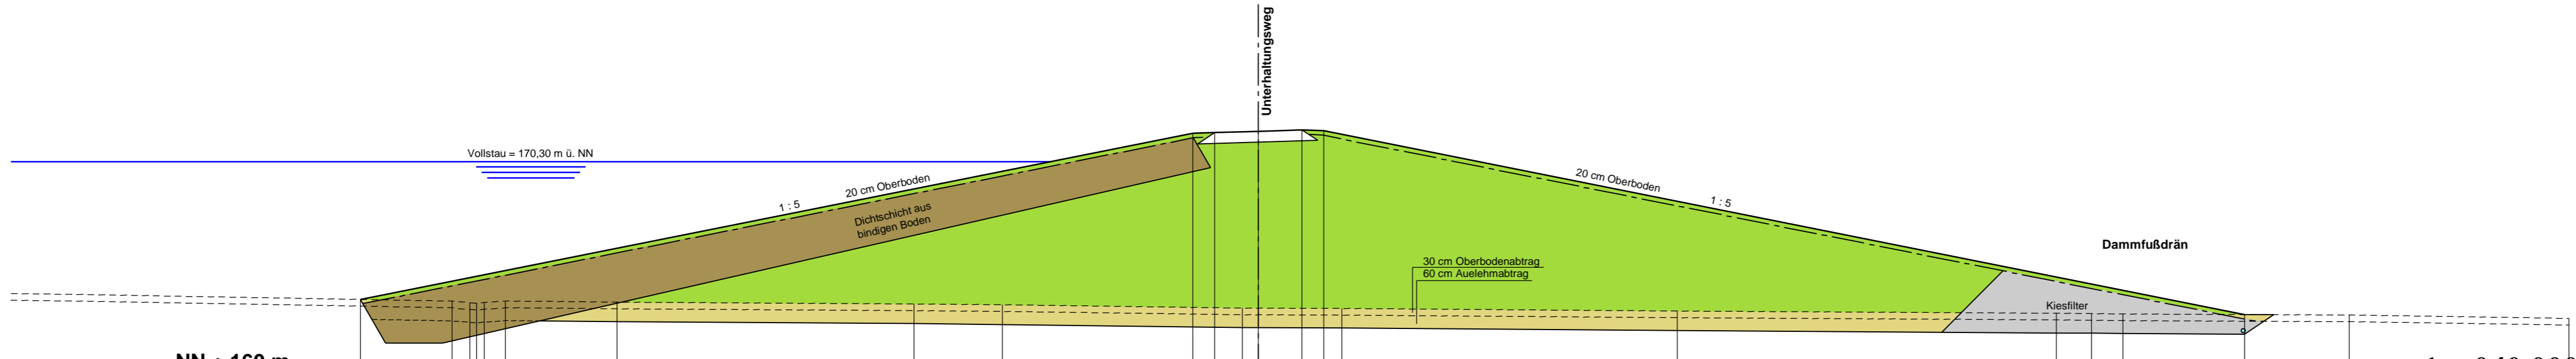 Unterhaltungsweg
Vollstau = 170,30 m ü. NN
20 cm Oberboden
1 : 5
Dichtschicht aus
bindigen Boden
20 cm Oberboden
1 : 5
Dammfußdrän
30 cm Oberbodenabtrag
60 cm Auelehmabtrag
Kiesfilter